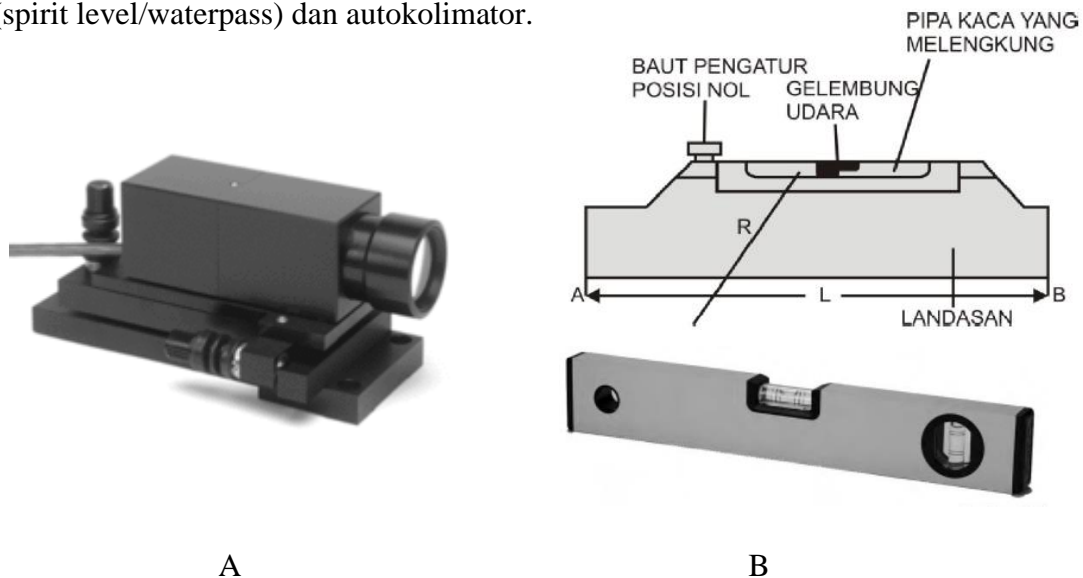 (spirit level/waterpass) dan autokolimator.
PIPA KACA YANG
MELENGKUNG
BAUT PENGATUR
POSISI NOL
GELEMBUNG
UDARA
R
A
L
B
LANDASAN
A
B